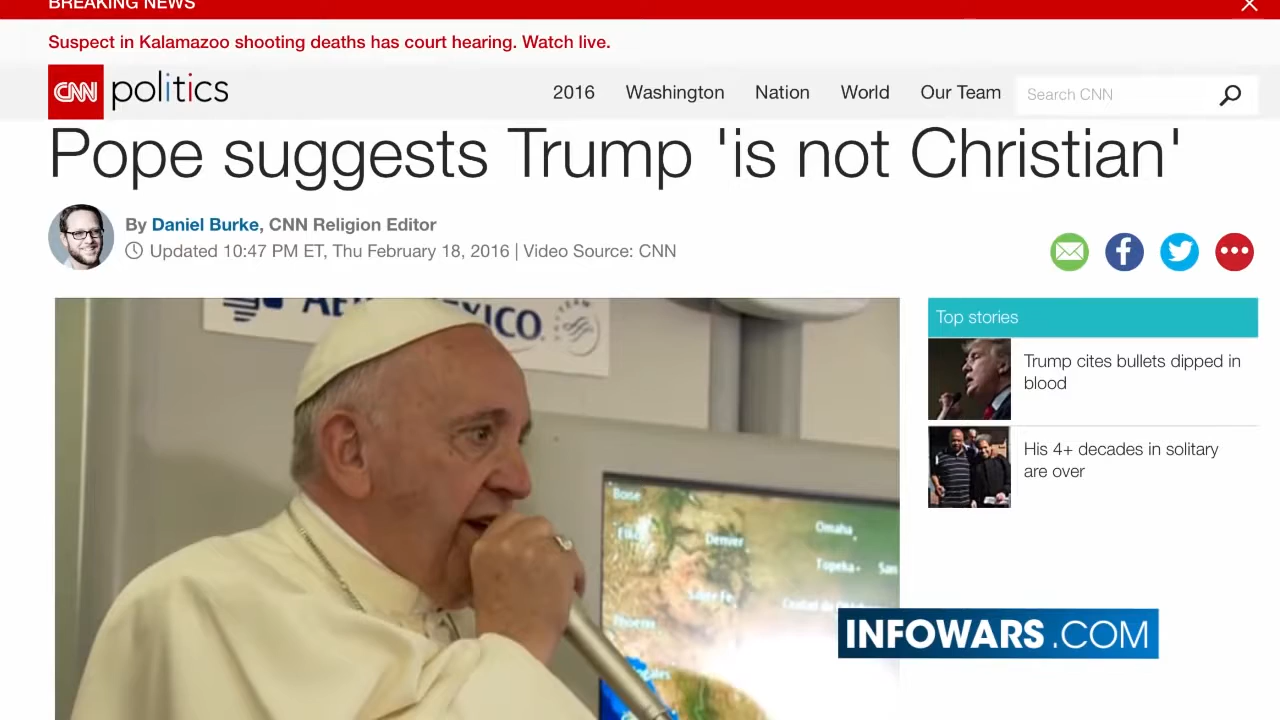 BREAKING NEWS
Suspect in Kalamazoo shooting deaths has court hearing. Watch live.
CNN politics
2016 Washington Nation World Our Team
Search CNN
Pope suggests Trump 'is not Christian'
By Daniel Burke, CNN Religion Editor
Updated 10:47 PM ET, Thu February 18, 2016 | Video Source: CNN
Top stories
Trump cites bullets dipped in
blood
His 4+ decades in solitary
are over
Boise
Omaha
Denver
Topeka
San
Phoenix
INFOWARS.COM